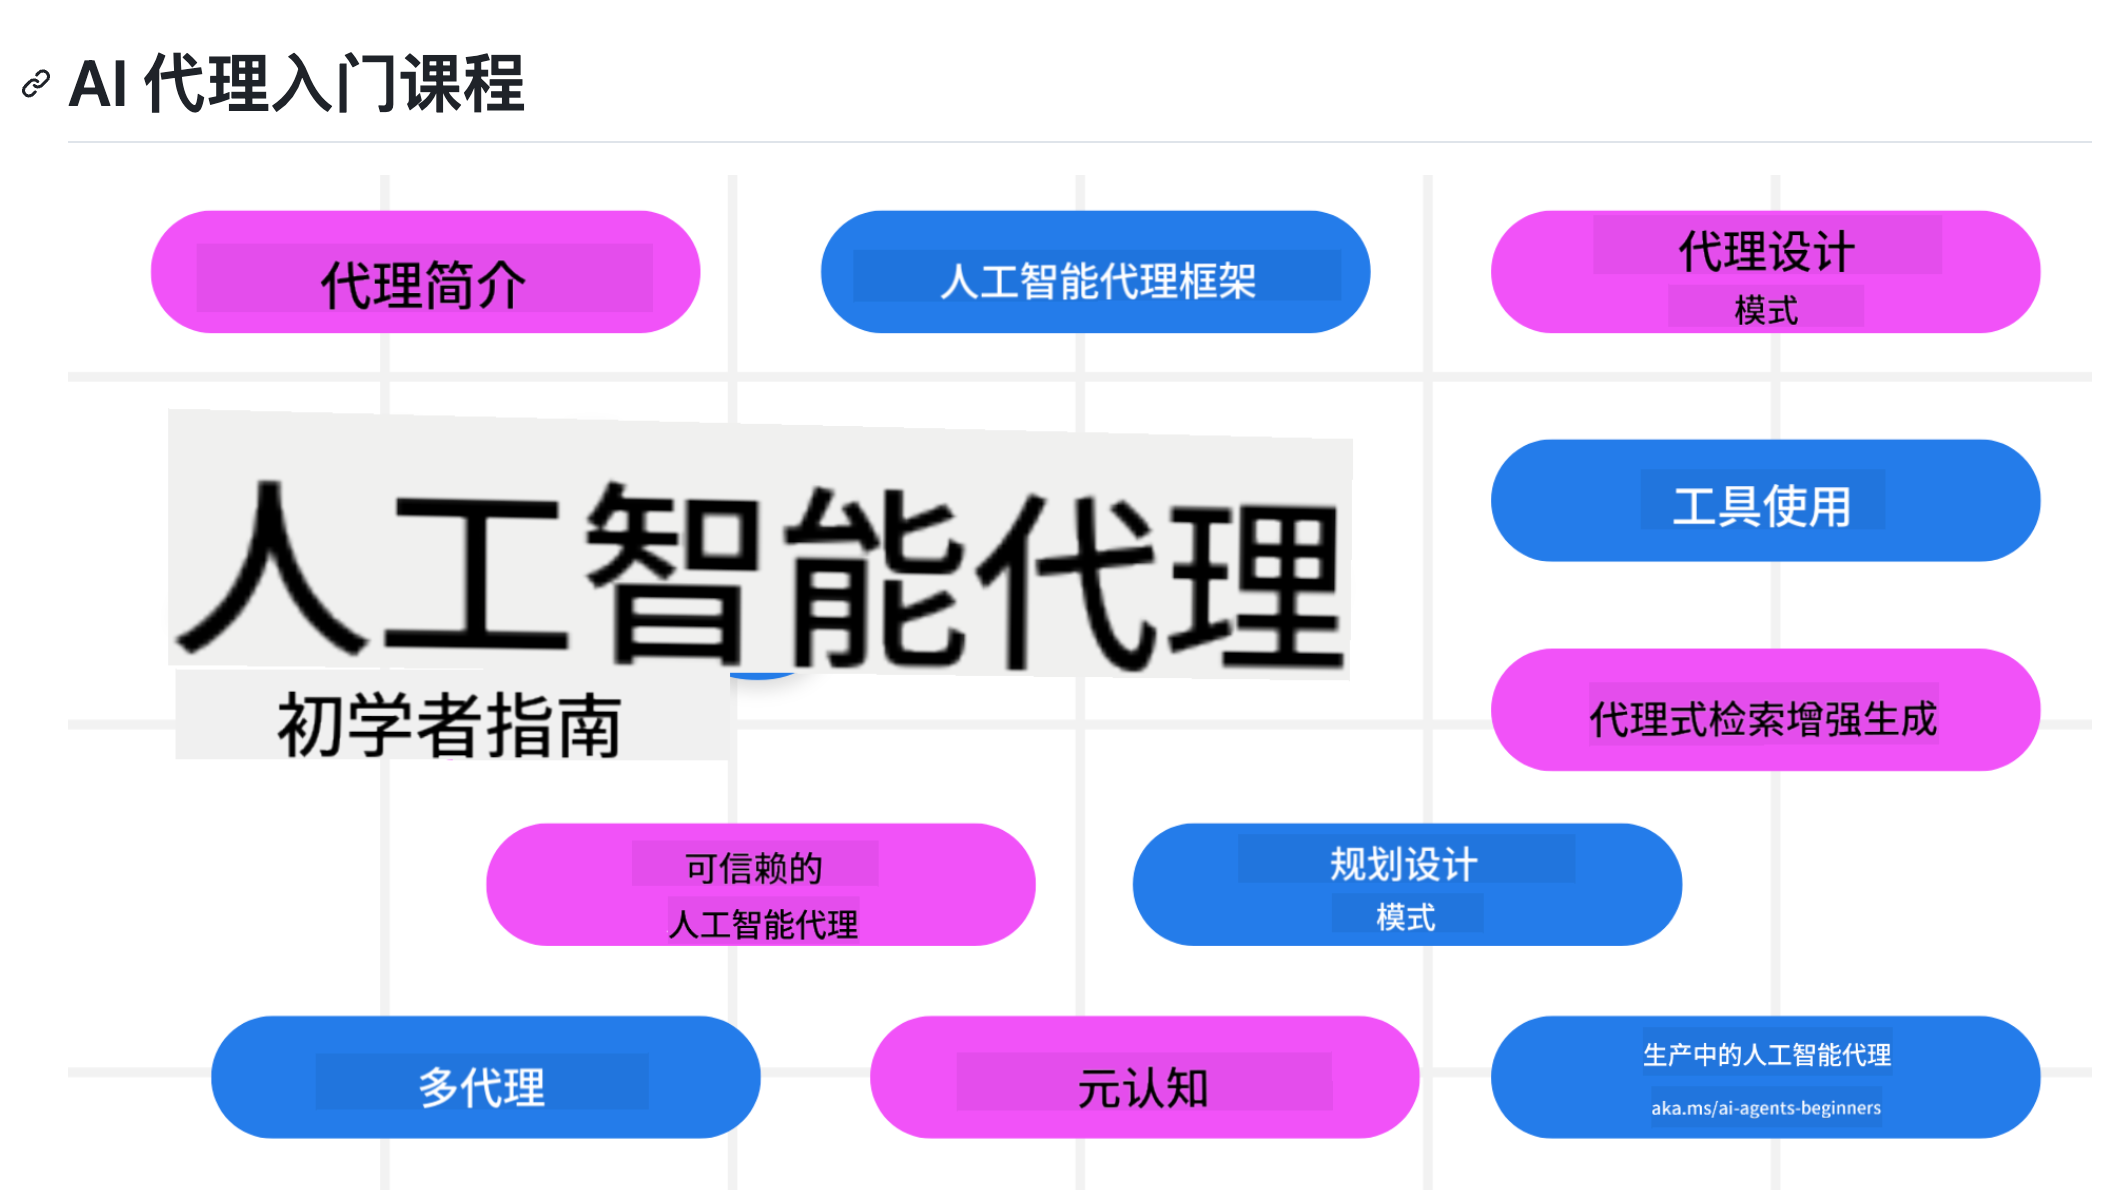 AI 代理入门课程
代理简介
人工智能代理框架
代理设计
模式
人工智能代理
初学者指南
工具使用
代理式检索增强生成
可信赖的
人工智能代理
规划设计
模式
多代理
元认知
生产中的人工智能代理
aka.ms/ai-agents-beginners